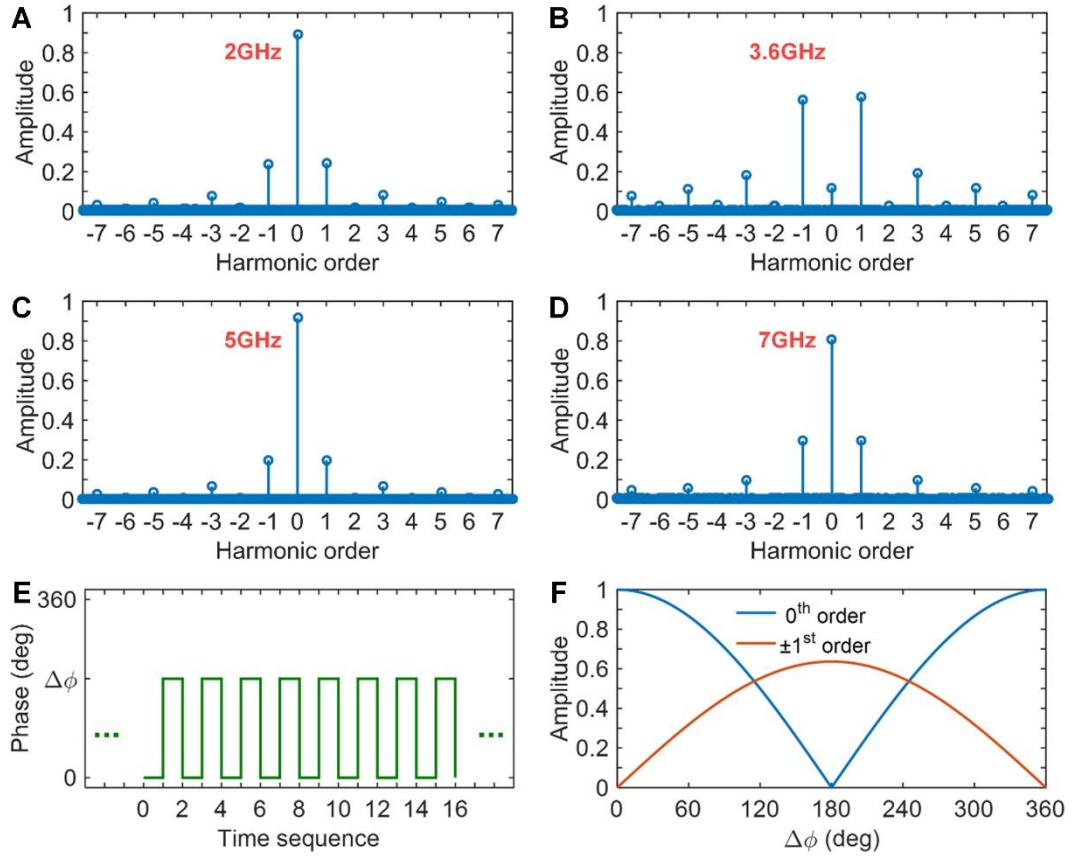 A
2GHz
Amplitude
1
0.8
0.6
0.4
0.2
0
-7 -6 -5 -4 -3 -2 -1 0 1 2 3 4 5 6 7
Harmonic order
B
3.6GHz
Amplitude
1
0.8
0.6
0.4
0.2
0
-7 -6 -5 -4 -3 -2 -1 0 1 2 3 4 5 6 7
Harmonic order
C
5GHz
Amplitude
1
0.8
0.6
0.4
0.2
0
-7 -6 -5 -4 -3 -2 -1 0 1 2 3 4 5 6 7
Harmonic order
D
7GHz
Amplitude
1
0.8
0.6
0.4
0.2
0
-7 -6 -5 -4 -3 -2 -1 0 1 2 3 4 5 6 7
Harmonic order
E
Phase (deg)
360
Δϕ
0
0 2 4 6 8 10 12 14 16
Time sequence
F
0th order
±1st order
Amplitude
1
0.8
0.6
0.4
0.2
0
0 60 120 180 240 300 360
Δϕ (deg)